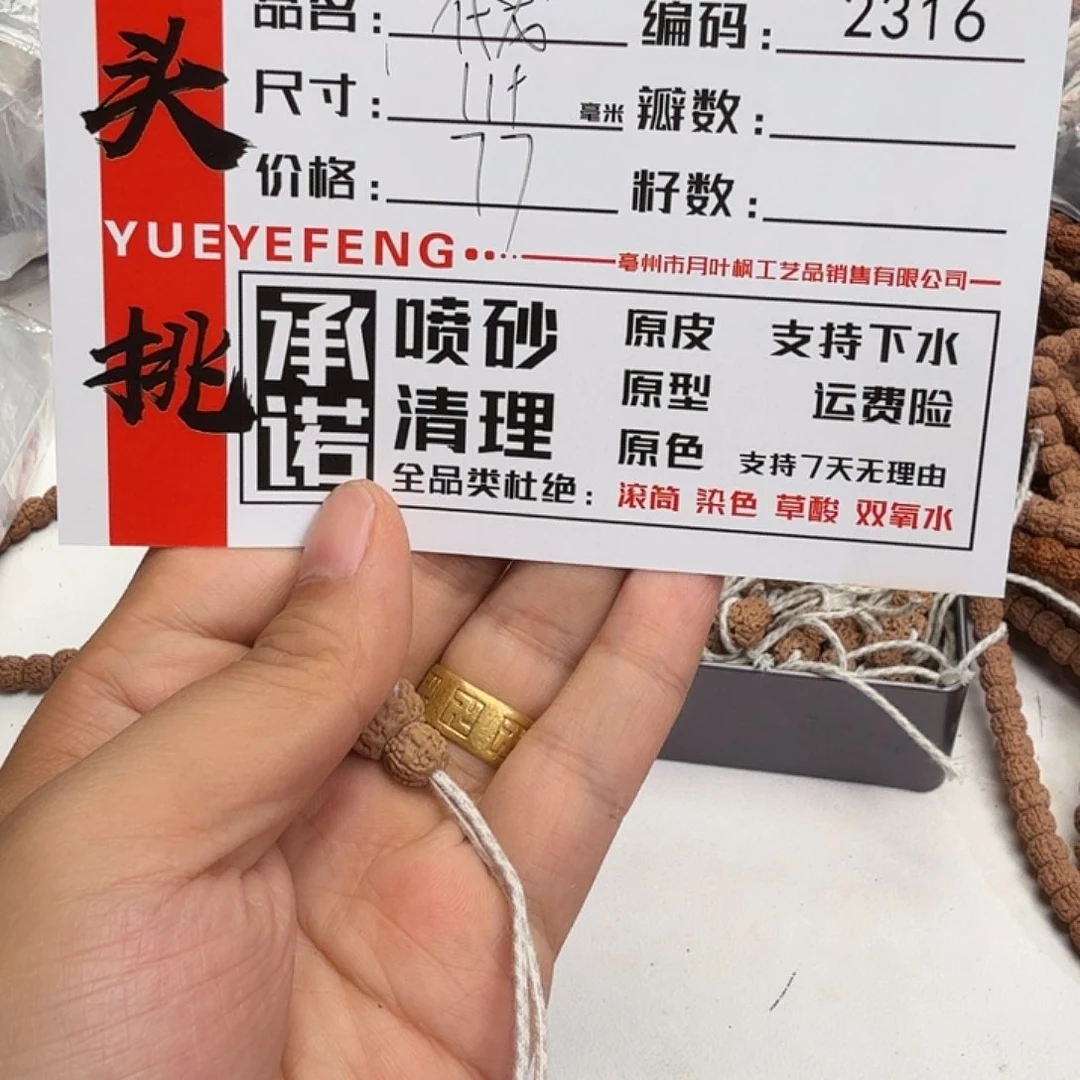 头挑
品名： 编码：2316
尺寸： 毫米 瓣数：
价格：77 籽数：
YUEYEFENG
亳州市月叶枫工艺品销售有限公司
承诺
喷砂
清理
原皮
原型
原色
支持下水
运费险
支持7天无理由
全品类杜绝：滚筒 染色 草酸 双氧水